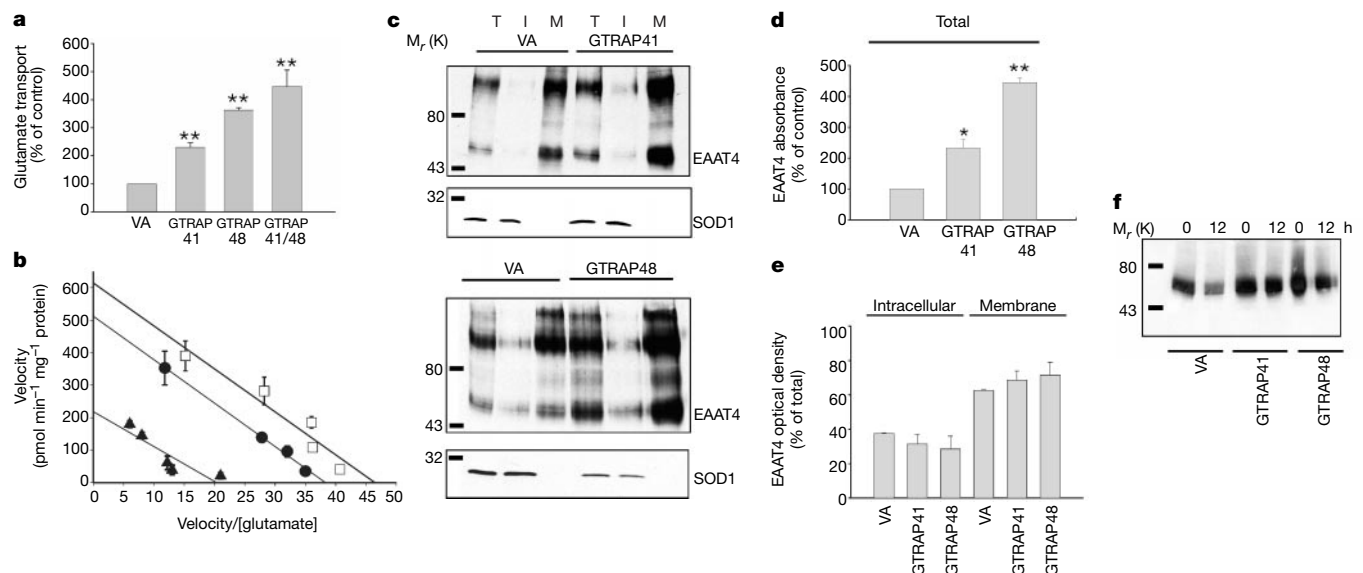 a
Glutamate transport
(% of control)
600
500
400
300
200
100
0
**
**
**
VA
GTRAP
41
GTRAP
48
GTRAP
41/48
b
Velocity
(pmol min⁻¹ mg⁻¹ protein)
600
500
400
300
200
100
0
0 5 10 15 20 25 30 35 40 45 50
Velocity/[glutamate]
c
T I M T I M
Mr (K)
VA GTRAP41
80
43
EAAT4
32
SOD1
VA GTRAP48
80
43
EAAT4
32
SOD1
d
Total
EAAT4 absorbance
(% of control)
500
400
300
200
100
0
*
**
VA
GTRAP
41
GTRAP
48
e
Intracellular Membrane
EAAT4 optical density
(% of total)
100
80
60
40
20
0
VA
GTRAP41
GTRAP48
VA
GTRAP41
GTRAP48
f
Mr (K) 0 12 0 12 0 12 h
80
43
VA
GTRAP41
GTRAP48